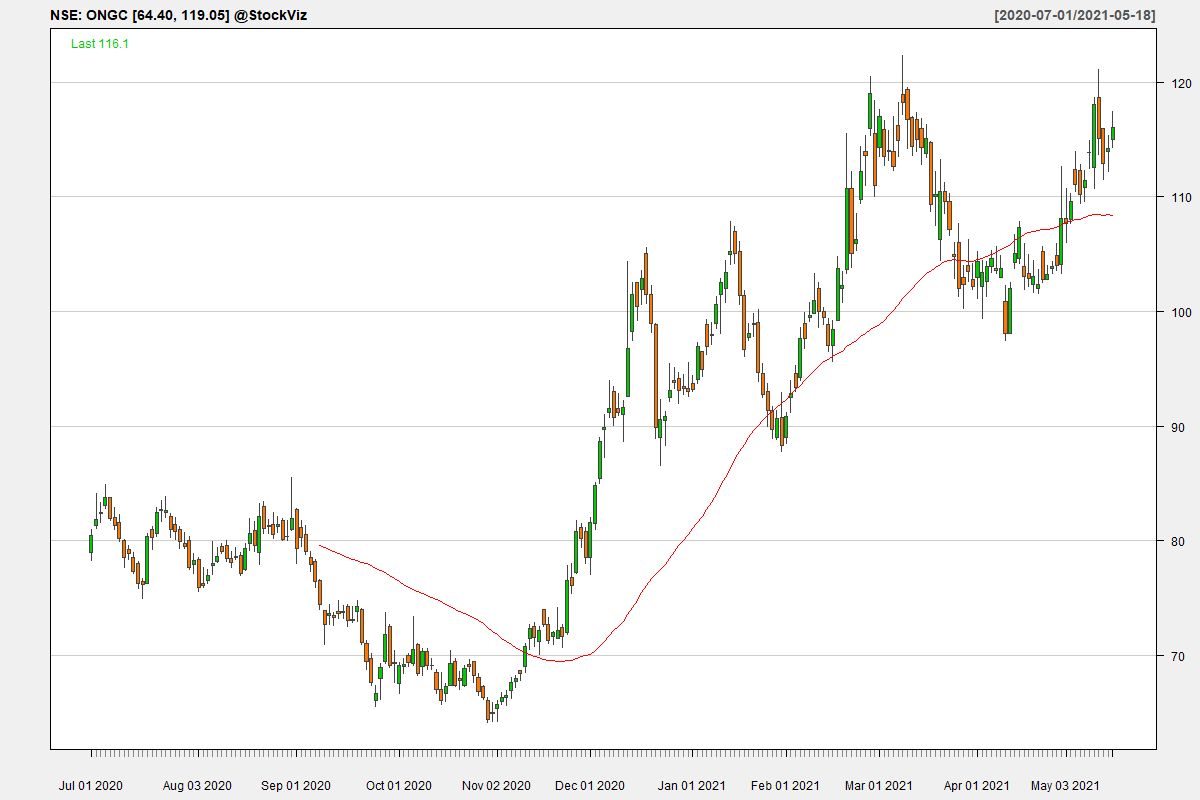 NSE: ONGC [64.40, 119.05] @StockViz
[2020-07-01/2021-05-18]
Last 116.1
120
110
100
90
80
70
Jul 01 2020
Aug 03 2020
Sep 01 2020
Oct 01 2020
Nov 02 2020
Dec 01 2020
Jan 01 2021
Feb 01 2021
Mar 01 2021
Apr 01 2021
May 03 2021